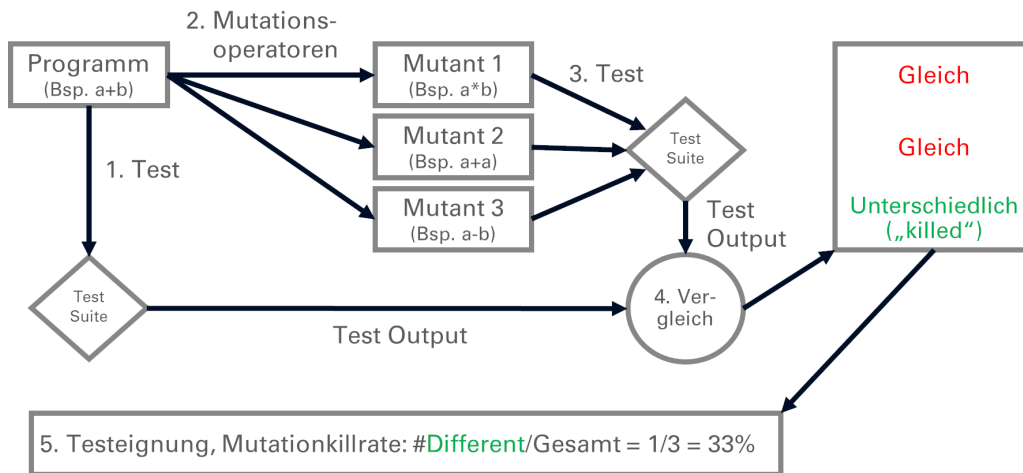 2. Mutations-
operatoren
Programm
(Bsp. a+b)
Mutant 1
(Bsp. a*b)
3. Test
Gleich
Mutant 2
(Bsp. a+a)
Test
Suite
Gleich
1. Test
Mutant 3
(Bsp. a-b)
Test
Output
Unterschiedlich
(„killed“)
Test
Suite
4. Ver-
gleich
Test Output
5. Testeignung, Mutationkillrate: #Different/Gesamt = 1/3 = 33%